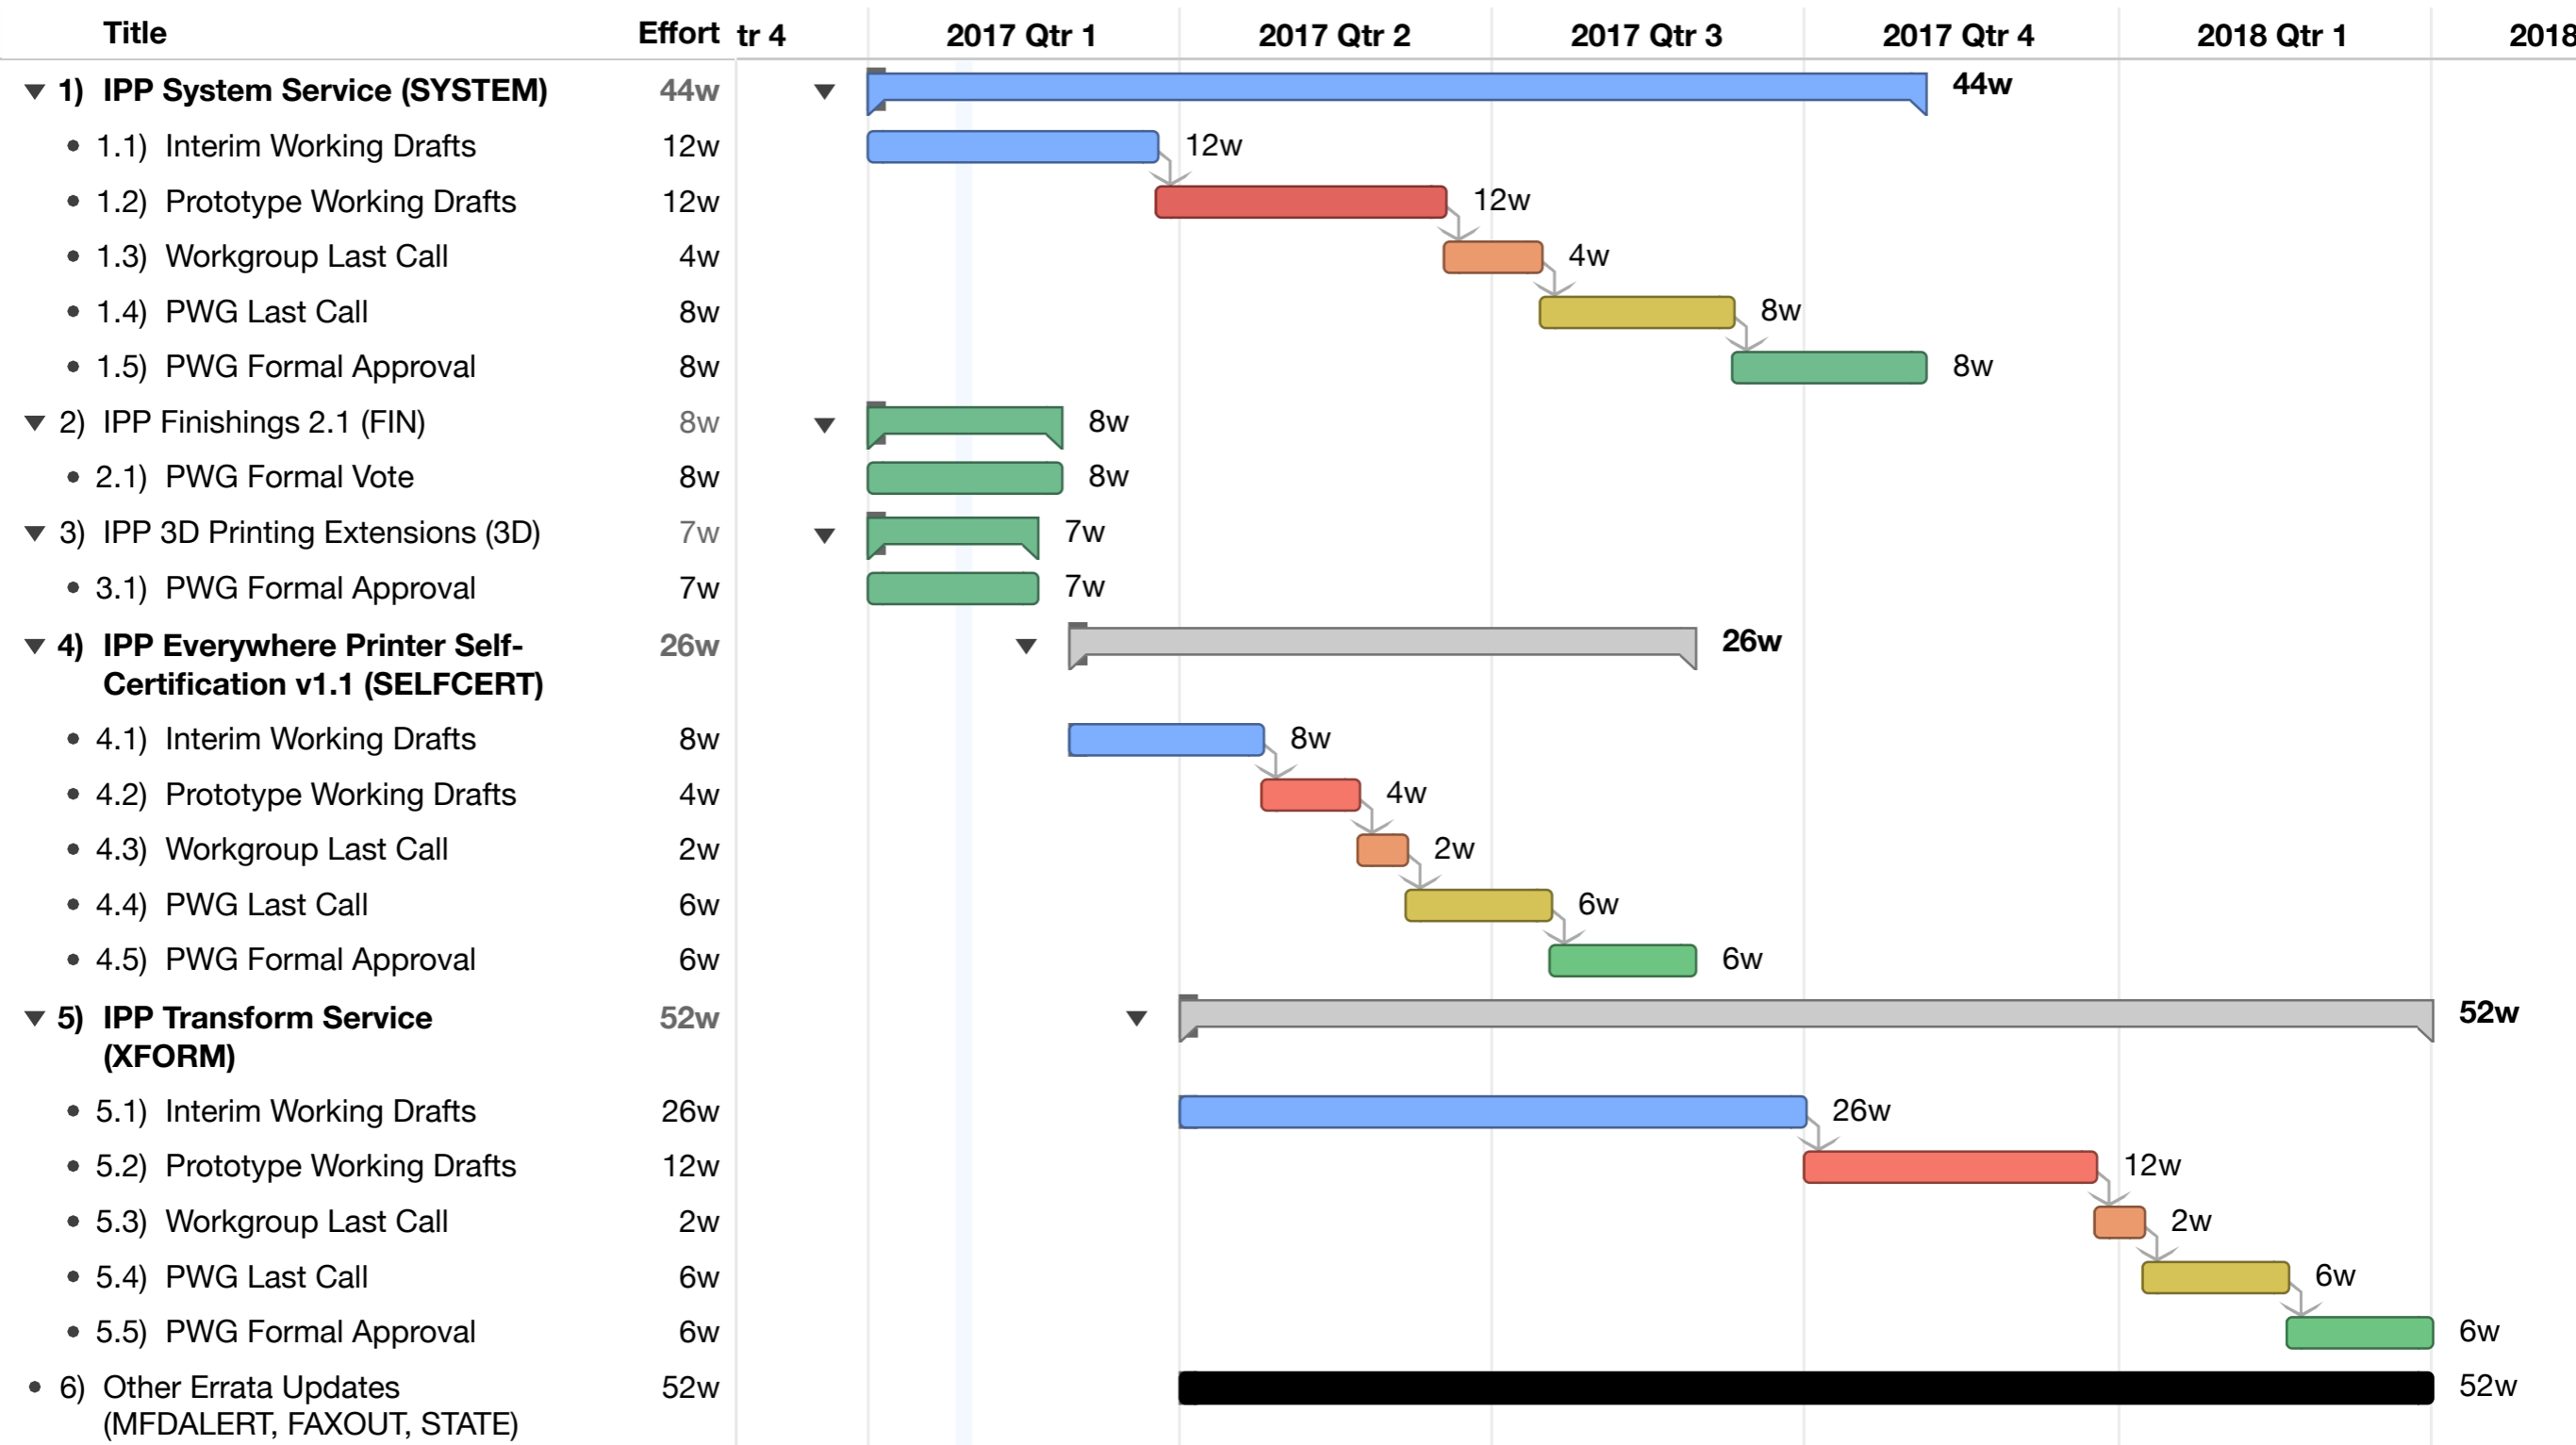 Title Effort tr 4 2017 Qtr 1 2017 Qtr 2 2017 Qtr 3 2017 Qtr 4 2018 Qtr 1 2018
1) IPP System Service (SYSTEM) 44w 44w
• 1.1) Interim Working Drafts 12w 12w
• 1.2) Prototype Working Drafts 12w 12w
• 1.3) Workgroup Last Call 4w 4w
• 1.4) PWG Last Call 8w 8w
• 1.5) PWG Formal Approval 8w 8w
2) IPP Finishings 2.1 (FIN) 8w 8w
• 2.1) PWG Formal Vote 8w 8w
3) IPP 3D Printing Extensions (3D) 7w 7w
• 3.1) PWG Formal Approval 7w 7w
4) IPP Everywhere Printer Self- 26w 26w
Certification v1.1 (SELFCERT)
• 4.1) Interim Working Drafts 8w 8w
• 4.2) Prototype Working Drafts 4w 4w
• 4.3) Workgroup Last Call 2w 2w
• 4.4) PWG Last Call 6w 6w
• 4.5) PWG Formal Approval 6w 6w
5) IPP Transform Service 52w 52w
(XFORM)
• 5.1) Interim Working Drafts 26w 26w
• 5.2) Prototype Working Drafts 12w 12w
• 5.3) Workgroup Last Call 2w 2w
• 5.4) PWG Last Call 6w 6w
• 5.5) PWG Formal Approval 6w 6w
• 6) Other Errata Updates 52w 52w
(MFDALERT, FAXOUT, STATE)